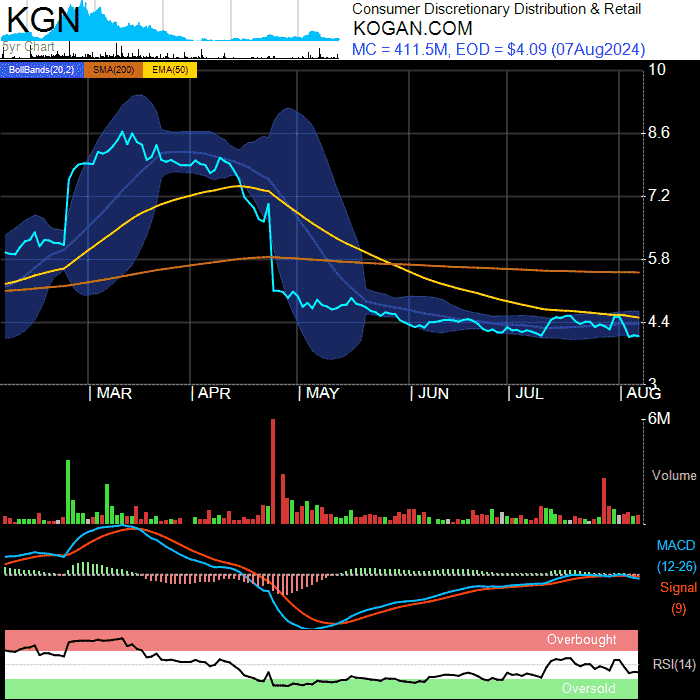 KGN
5yr Chart
Consumer Discretionary Distribution & Retail
KOGAN.COM
MC = 411.5M, EOD = $4.09 (07Aug2024)
BollBands(20,2) SMA(200) EMA(50)
10
8.6
7.2
5.8
4.4
3
MAR APR MAY JUN JUL AUG
6M
Volume
MACD
(12-26)
Signal
(9)
Overbought
RSI(14)
Oversold